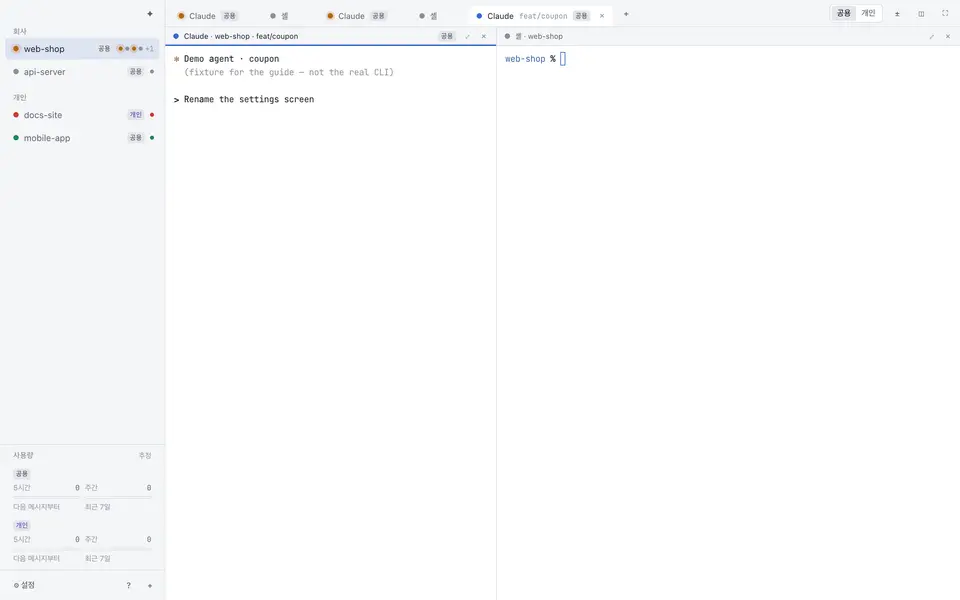 회사
web-shop 공용 +1
api-server 공용
개인
docs-site 개인
mobile-app 공용
사용량 추정
공용
5시간 0 주간 0
다음 메시지부터 최근 7일
개인
5시간 0 주간 0
다음 메시지부터 최근 7일
설정 ? +
Claude 공용 셸 Claude 공용 셸 Claude feat/coupon 공용 × + 공용 개인 ±
Claude · web-shop · feat/coupon 공용 ×
✻ Demo agent · coupon
(fixture for the guide — not the real CLI)
> Rename the settings screen
셸 · web-shop ×
web-shop %